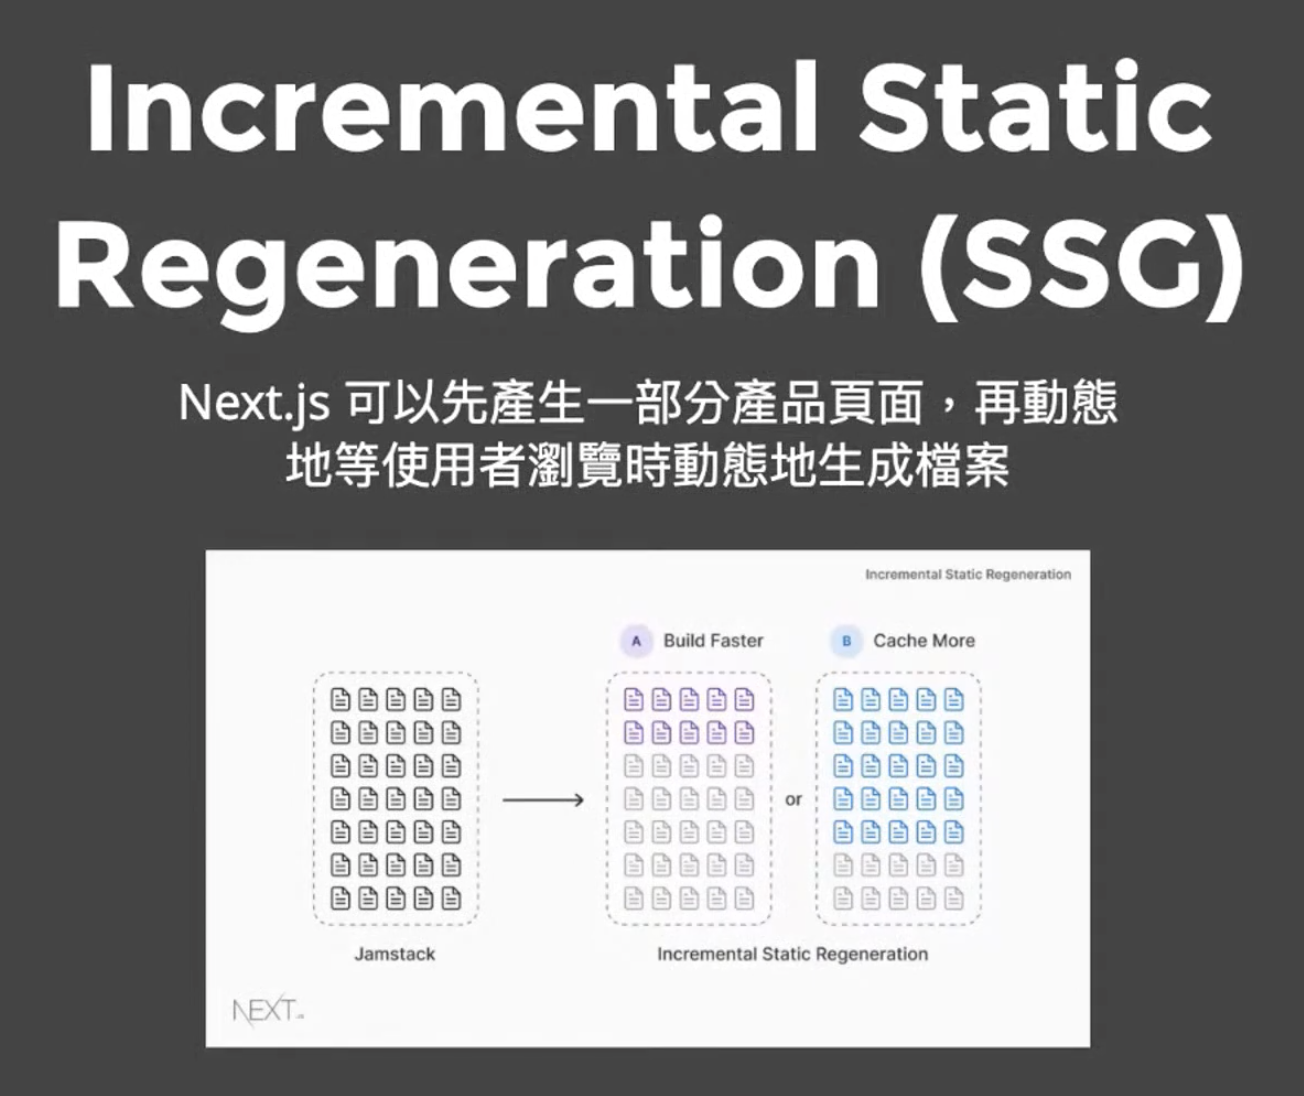 Incremental Static
Regeneration (SSG)
Next.js 可以先產生一部分產品頁面，再動態
地等使用者瀏覽時動態地生成檔案
Incremental Static Regeneration
A Build Faster
B Cache More
or
Jamstack
Incremental Static Regeneration
NEXT.JS